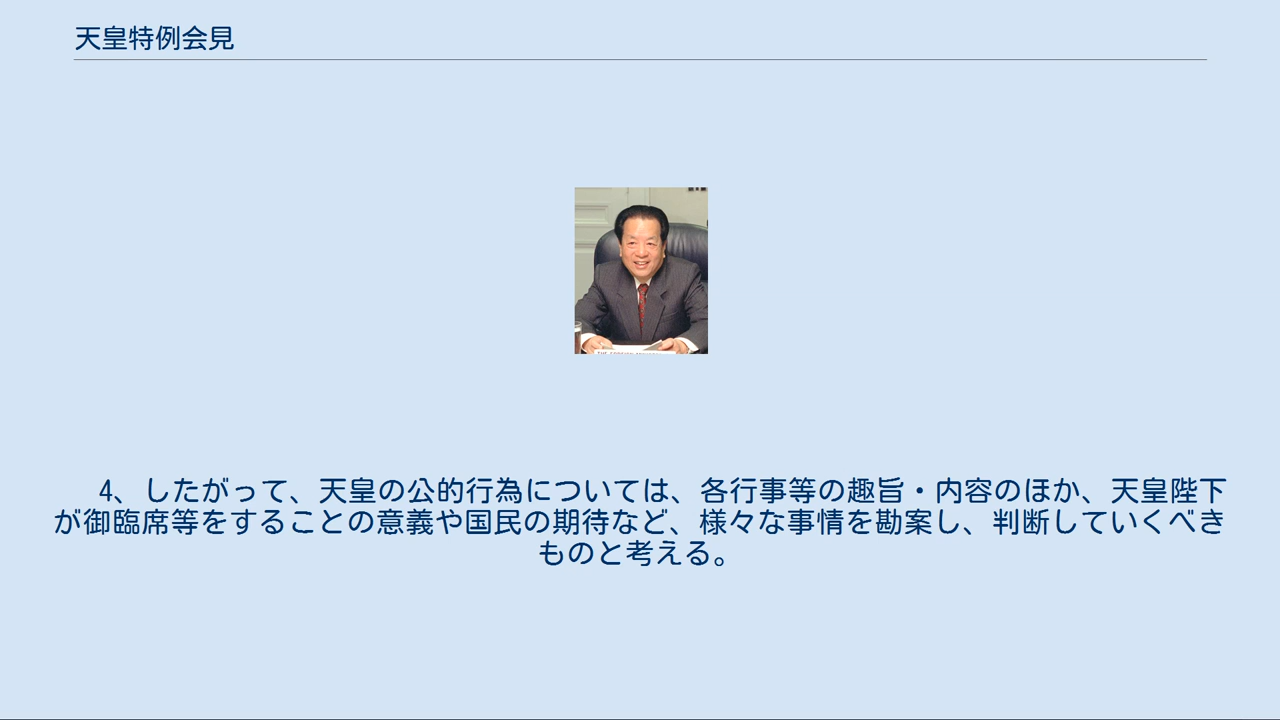 天皇特例会見
4、したがって、天皇の公的行為については、各行事等の趣旨・内容のほか、天皇陛下
が御臨席等をすることの意義や国民の期待など、様々な事情を勘案し、判断していくべき
ものと考える。